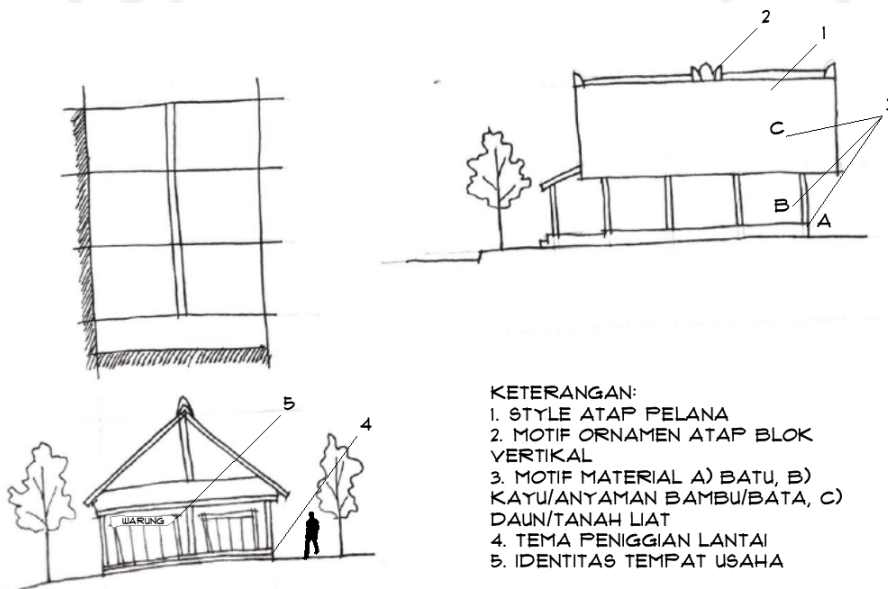 2
1
C
B
A
5
4
WARUNG
KETERANGAN:
1. STYLE ATAP PELANA
2. MOTIF ORNAMEN ATAP BLOK
VERTIKAL
3. MOTIF MATERIAL A) BATU, B)
KAYU/ANYAMAN BAMBU/BATA, C)
DAUN/TANAH LIAT
4. TEMA PENIGGIAN LANTAI
5. IDENTITAS TEMPAT USAHA